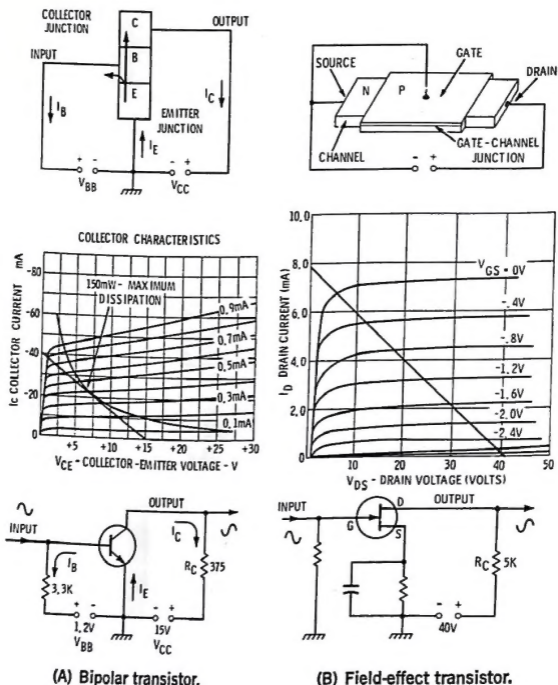 COLLECTOR
JUNCTION
C
OUTPUT
INPUT
B
E
I_B
EMITTER
JUNCTION
I_C
I_E
+ -
V_BB
- +
V_CC
SOURCE
GATE
N
P
DRAIN
CHANNEL
GATE-CHANNEL
JUNCTION
- +
COLLECTOR CHARACTERISTICS
mA
I_C COLLECTOR CURRENT
-80
-60
-40
-20
0
150mW - MAXIMUM
DISSIPATION
0.9mA
0.7mA
0.5mA
0.3mA
0.1mA
+5 +10 +15 +20 +25 +30
V_CE - COLLECTOR-EMITTER VOLTAGE - V
I_D DRAIN CURRENT (mA)
10.0
8.0
6.0
4.0
2.0
0
V_GS = 0V
-.4V
-.8V
-1.2V
-1.6V
-2.0V
-2.4V
10 20 30 40 50
V_DS - DRAIN VOLTAGE (VOLTS)
OUTPUT
INPUT
I_C
I_B
R_C 375
3.3K
I_E
+ -
- +
1.2V
V_BB
15V
V_CC
INPUT
D
OUTPUT
G
S
R_C 5K
- +
40V
(A) Bipolar transistor.
(B) Field-effect transistor.